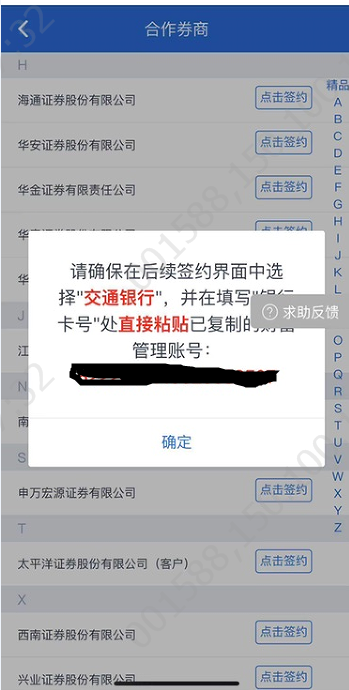 合作券商
精品
H
海通证券股份有限公司
点击签约
A
B
华安证券股份有限公司
点击签约
C
D
华金证券有限责任公司
点击签约
E
F
G
点击签约
H
I
J
华
K
L
请确保在后续签约界面中选
择"交通银行"，并在填写"银行
卡号"处直接粘贴已复制的财富
管理账号：
求助反馈
确定
J
江
N
南
S
O
P
Q
R
S
T
U
V
W
X
Y
Z
申万宏源证券有限公司
点击签约
T
太平洋证券股份有限公司（客户）
点击签约
X
西南证券股份有限公司
点击签约
兴业证券股份有限公司
点击签约
001588,150